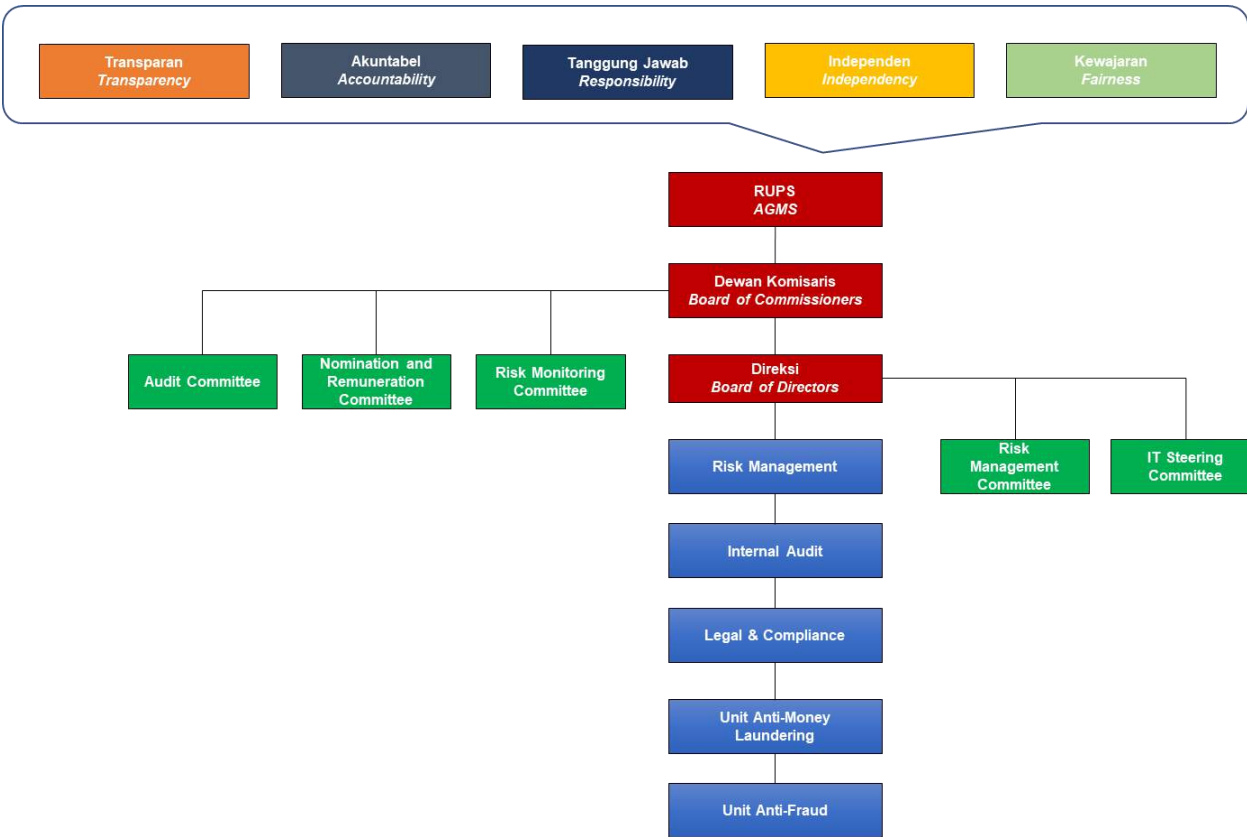 Transparan
Transparency
Akuntabel
Accountability
Tanggung Jawab
Responsibility
Independen
Independency
Kewajaran
Fairness
RUPS
AGMS
Dewan Komisaris
Board of Commissioners
Audit Committee
Nomination and
Remuneration
Committee
Risk Monitoring
Committee
Direksi
Board of Directors
Risk Management
Risk
Management
Committee
IT Steering
Committee
Internal Audit
Legal & Compliance
Unit Anti-Money
Laundering
Unit Anti-Fraud